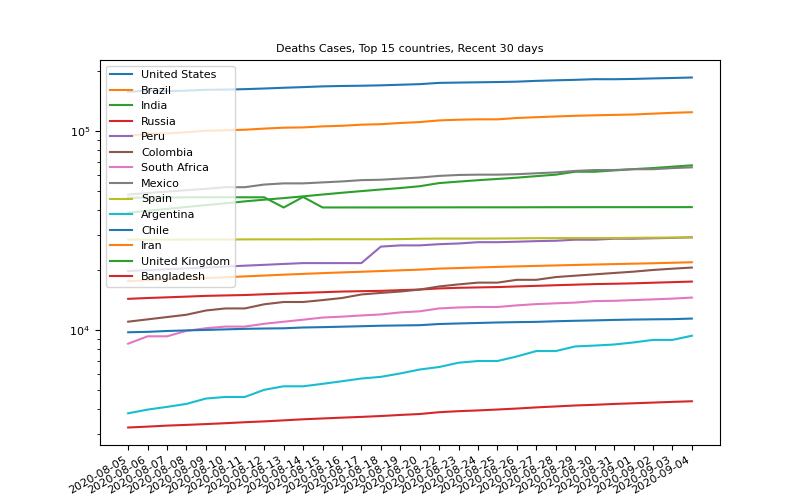 Deaths Cases, Top 15 countries, Recent 30 days
United States
Brazil
India
Russia
Peru
Colombia
South Africa
Mexico
Spain
Argentina
Chile
Iran
United Kingdom
Bangladesh
10^5
10^4
2020-08-05
2020-08-06
2020-08-07
2020-08-08
2020-08-09
2020-08-10
2020-08-11
2020-08-12
2020-08-13
2020-08-14
2020-08-15
2020-08-16
2020-08-17
2020-08-18
2020-08-19
2020-08-20
2020-08-22
2020-08-23
2020-08-24
2020-08-25
2020-08-26
2020-08-27
2020-08-28
2020-08-29
2020-08-30
2020-08-31
2020-09-01
2020-09-02
2020-09-03
2020-09-04